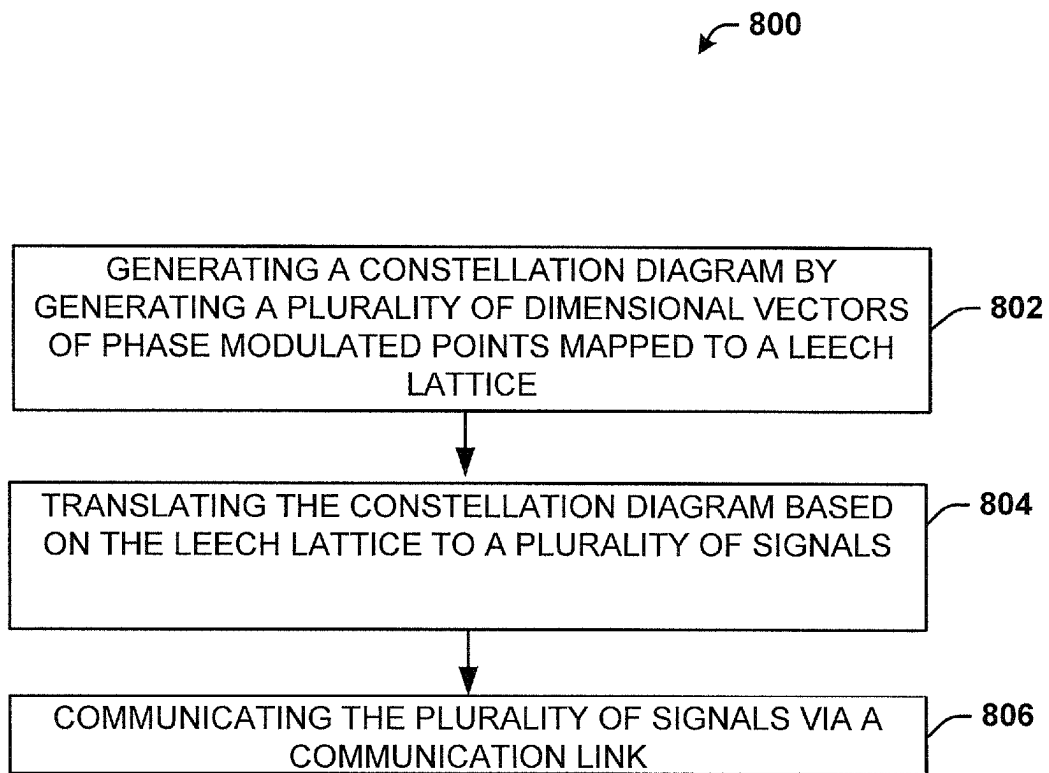 800
GENERATING A CONSTELLATION DIAGRAM BY
GENERATING A PLURALITY OF DIMENSIONAL VECTORS
OF PHASE MODULATED POINTS MAPPED TO A LEECH
LATTICE
802
TRANSLATING THE CONSTELLATION DIAGRAM BASED
ON THE LEECH LATTICE TO A PLURALITY OF SIGNALS
804
COMMUNICATING THE PLURALITY OF SIGNALS VIA A
COMMUNICATION LINK
806